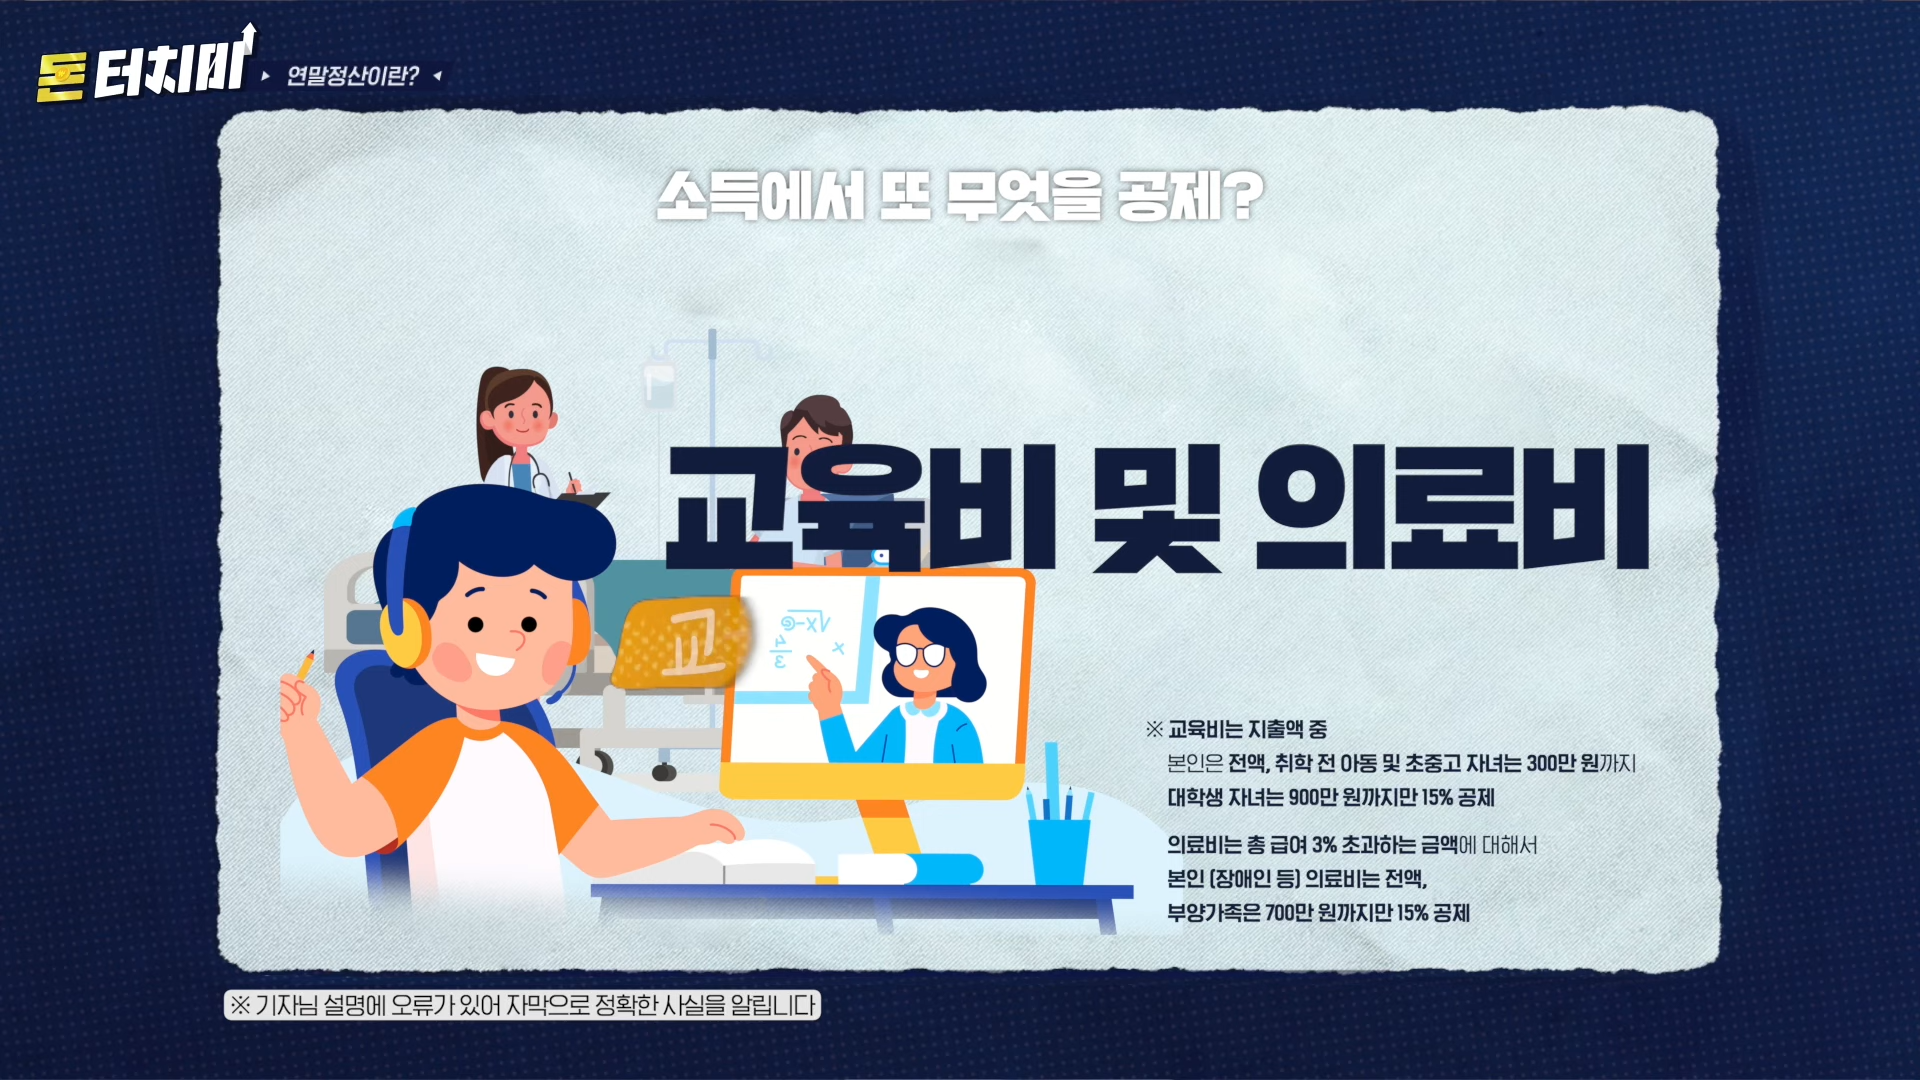 돈 터치미
연말정산이란?
소득에서 또 무엇을 공제?
교육비 및 의료비
교
※ 교육비는 지출액 중
본인은 전액, 취학 전 아동 및 초중고 자녀는 300만 원까지
대학생 자녀는 900만 원까지만 15% 공제
의료비는 총 급여 3% 초과하는 금액에 대해서
본인 (장애인 등) 의료비는 전액,
부양가족은 700만 원까지만 15% 공제
※ 기자님 설명에 오류가 있어 자막으로 정확한 사실을 알립니다